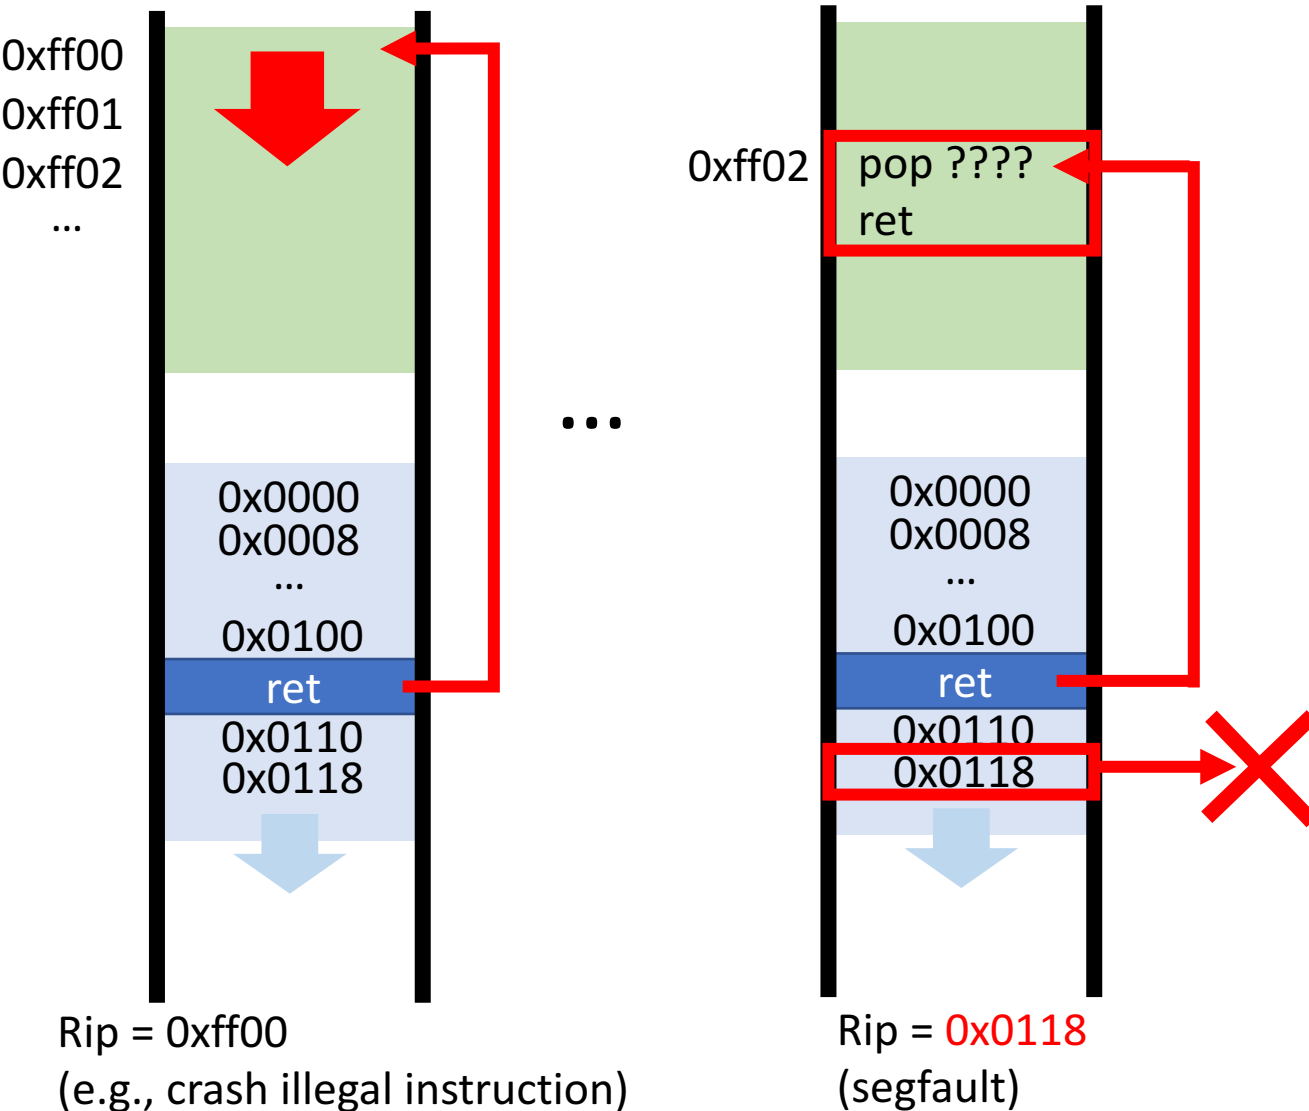 0xff00
0xff01
0xff02
...
0x0000
0x0008
...
0x0100
ret
0x0110
0x0118
Rip = 0xff00
(e.g., crash illegal instruction)
...
0xff02
pop ????
ret
0x0000
0x0008
...
0x0100
ret
0x0110
0x0118
Rip = 0x0118
(segfault)